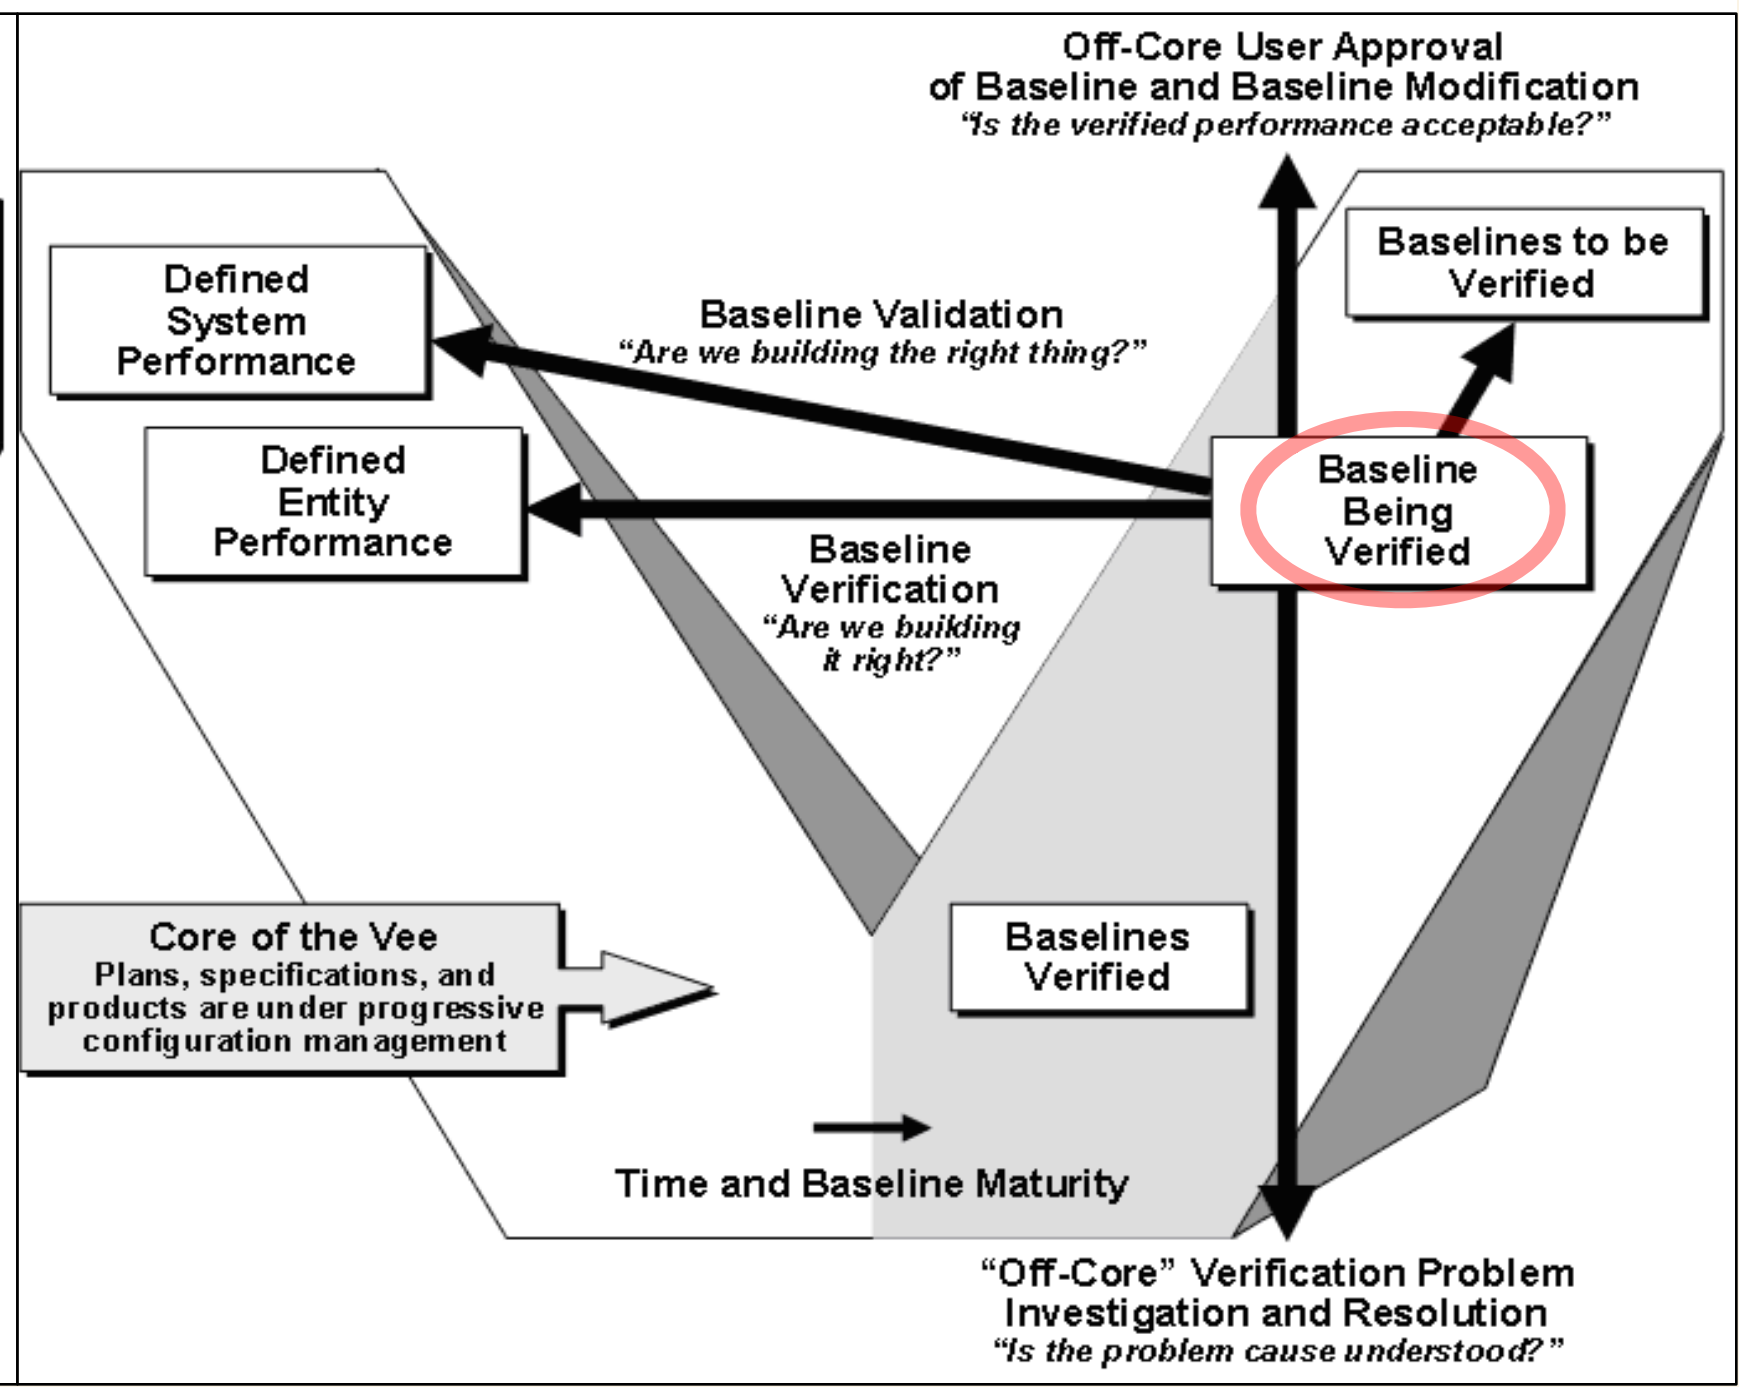 Off-Core User Approval
of Baseline and Baseline Modification
“Is the verified performance acceptable?”
Baselines to be
Verified
Defined
System
Performance
Baseline Validation
“Are we building the right thing?”
Defined
Entity
Performance
Baseline
Being
Verified
Baseline
Verification
“Are we building
it right?”
Core of the Vee
Plans, specifications, and
products are under progressive
configuration management
Baselines
Verified
Time and Baseline Maturity
“Off-Core” Verification Problem
Investigation and Resolution
“Is the problem cause understood?”